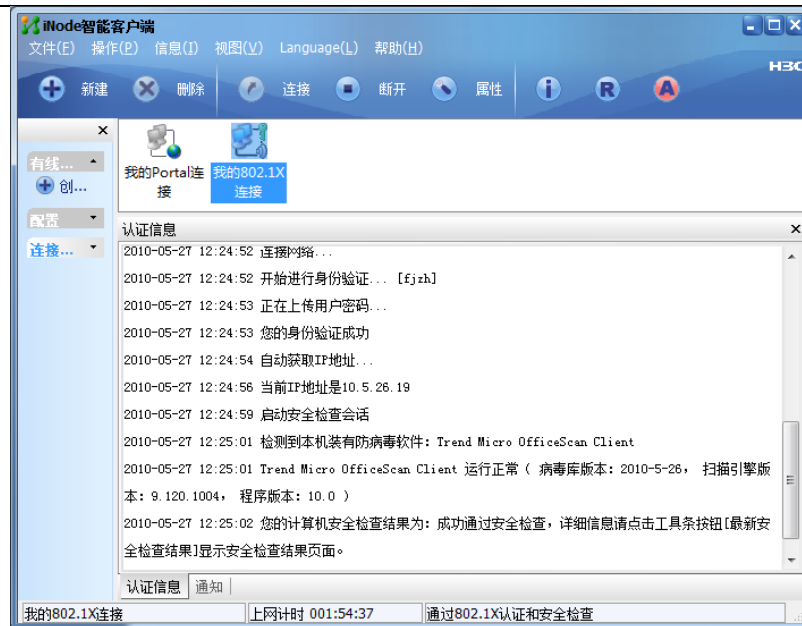 iNode智能客户端
文件(F) 操作(P) 信息(I) 视图(V) Language(L) 帮助(H)
H3C
新建 删除 连接 断开 属性 i R A
有线...
创...
配置
连接...
我的Portal连
接
我的802.1X
连接
认证信息
2010-05-27 12:24:52 连接网络...
2010-05-27 12:24:52 开始进行身份验证... [fjzh]
2010-05-27 12:24:53 正在上传用户密码...
2010-05-27 12:24:53 您的身份验证成功
2010-05-27 12:24:54 自动获取IP地址...
2010-05-27 12:24:56 当前IP地址是10.5.26.19
2010-05-27 12:24:59 启动安全检查会话
2010-05-27 12:25:01 检测到本机装有防病毒软件: Trend Micro OfficeScan Client
2010-05-27 12:25:01 Trend Micro OfficeScan Client 运行正常 ( 病毒库版本: 2010-5-26, 扫描引擎版
本: 9.120.1004, 程序版本: 10.0 )
2010-05-27 12:25:02 您的计算机安全检查结果为: 成功通过安全检查, 详细信息请点击工具条按钮[最新安
全检查结果]显示安全检查结果页面。
认证信息 通知
我的802.1X连接 上网计时 001:54:37 通过802.1X认证和安全检查